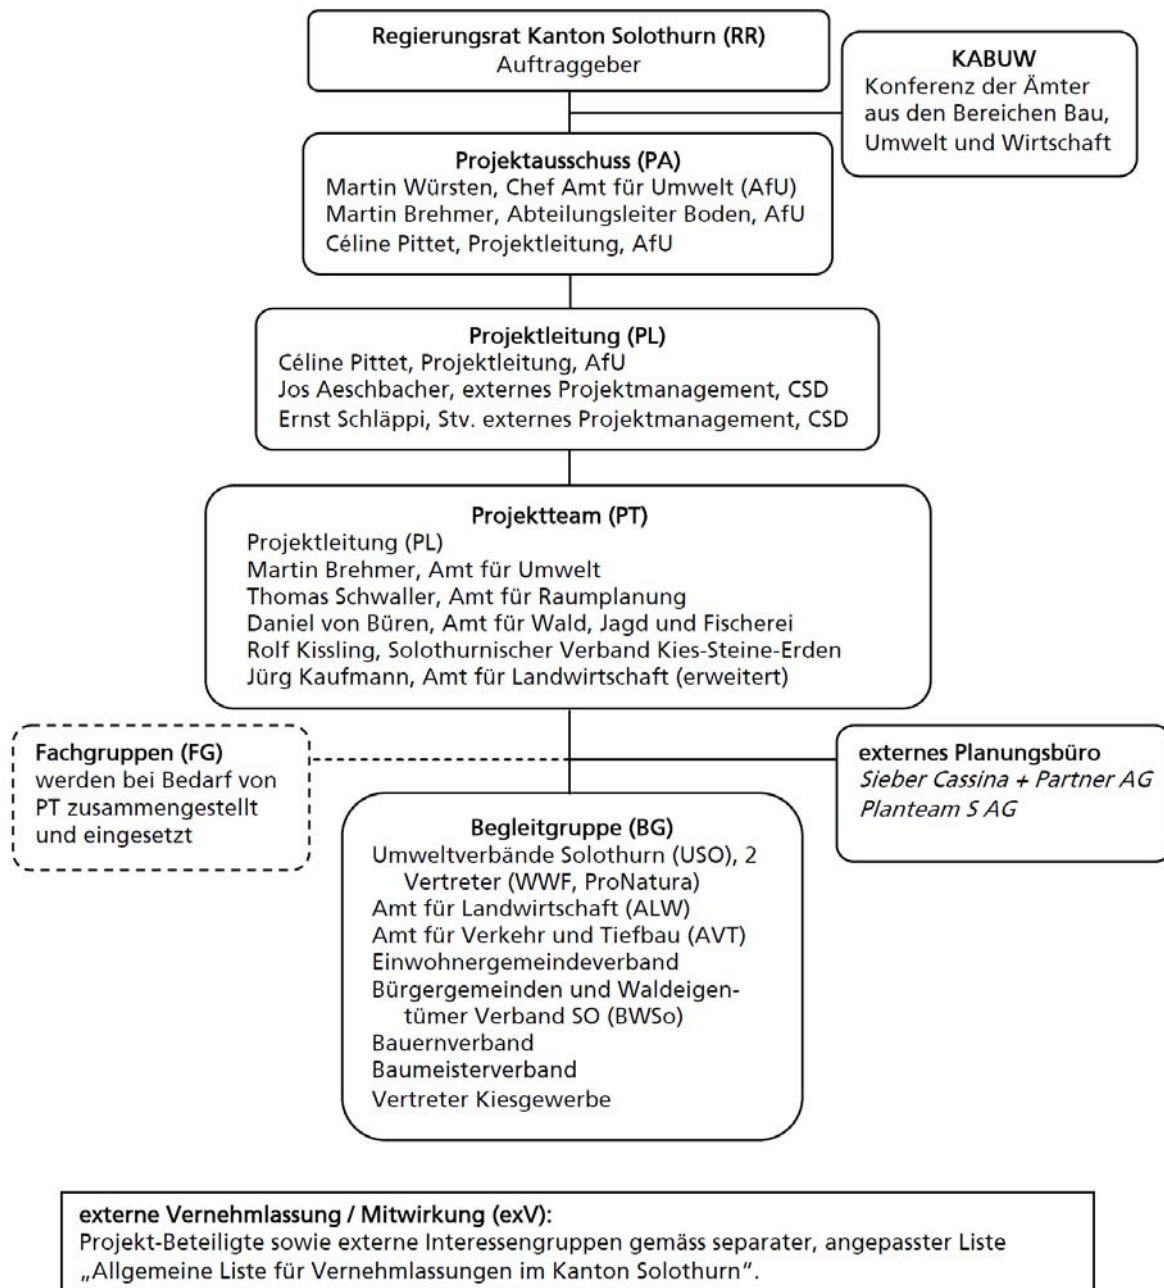 Regierungsrat Kanton Solothurn (RR)
Auftraggeber
KABUW
Konferenz der Ämter
aus den Bereichen Bau,
Umwelt und Wirtschaft
Projektausschuss (PA)
Martin Würsten, Chef Amt für Umwelt (AfU)
Martin Brehmer, Abteilungsleiter Boden, AfU
Céline Pittet, Projektleitung, AfU
Projektleitung (PL)
Céline Pittet, Projektleitung, AfU
Jos Aeschbacher, externes Projektmanagement, CSD
Ernst Schläppi, Stv. externes Projektmanagement, CSD
Projektteam (PT)
Projektleitung (PL)
Martin Brehmer, Amt für Umwelt
Thomas Schwaller, Amt für Raumplanung
Daniel von Büren, Amt für Wald, Jagd und Fischerei
Rolf Kissling, Solothurnischer Verband Kies-Steine-Erden
Jürg Kaufmann, Amt für Landwirtschaft (erweitert)
Fachgruppen (FG)
werden bei Bedarf von
PT zusammengestellt
und eingesetzt
externes Planungsbüro
Sieber Cassina + Partner AG
Planteam S AG
Begleitgruppe (BG)
Umweltverbände Solothurn (USO), 2
Vertreter (WWF, ProNatura)
Amt für Landwirtschaft (ALW)
Amt für Verkehr und Tiefbau (AVT)
Einwohnergemeindeverband
Bürgergemeinden und Waldeigen-
tümer Verband SO (BWSo)
Bauernverband
Baumeisterverband
Vertreter Kiesgewerbe
externe Vernehmlassung / Mitwirkung (exV):
Projekt-Beteiligte sowie externe Interessengruppen gemäss separater, angepasster Liste
„Allgemeine Liste für Vernehmlassungen im Kanton Solothurn“.